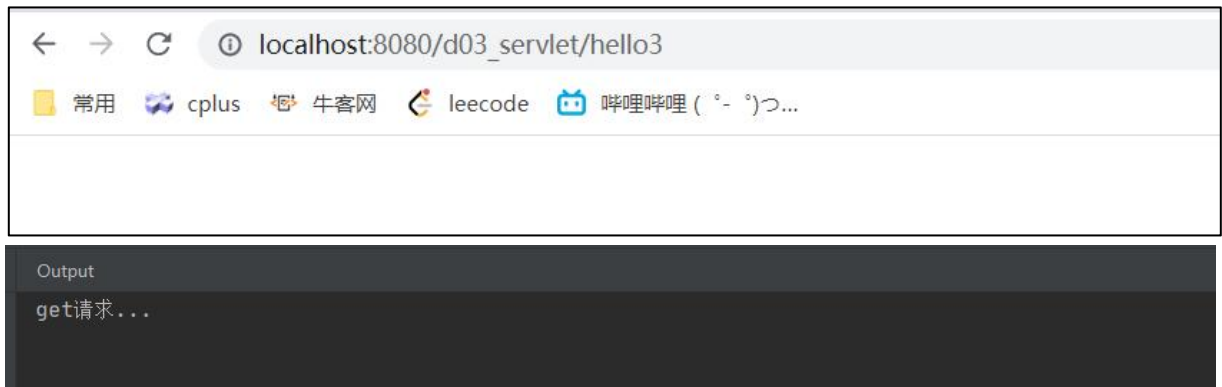 localhost:8080/d03_servlet/hello3
常用 cplus 牛客网 leecode 哔哩哔哩 ( ゜- ゜)つ...
Output
get请求...